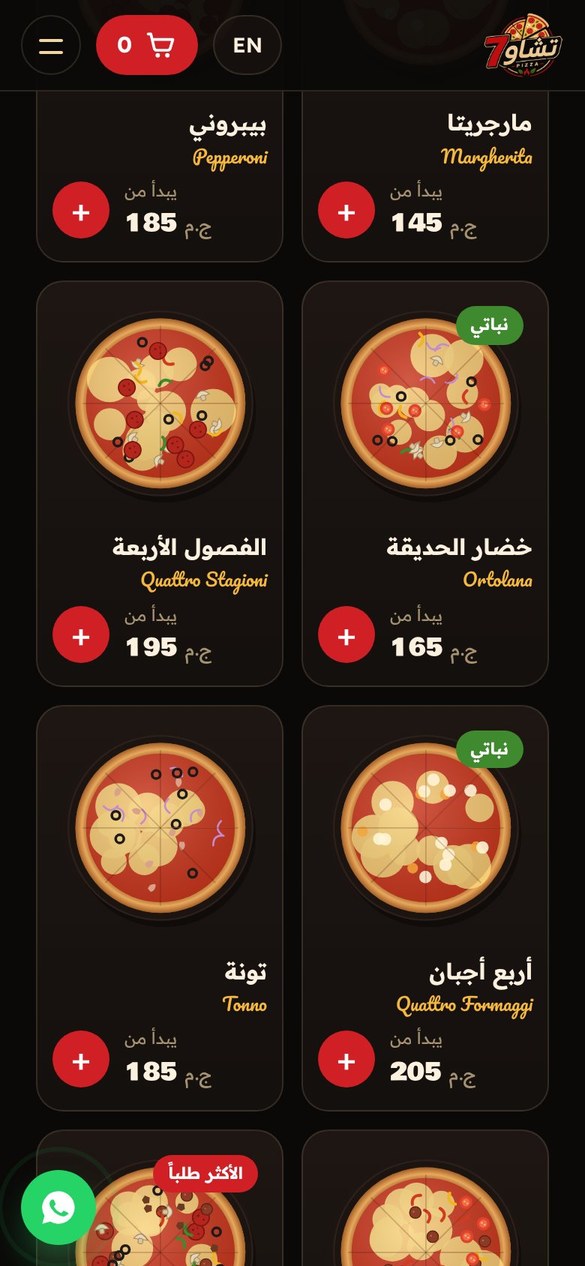 0
EN
تشاو7
PIZZA
مارجريتا
Margherita
يبدأ من
145 ج.م
+
بيبروني
Pepperoni
يبدأ من
185 ج.م
+
نباتي
خضار الحديقة
Ortolana
يبدأ من
165 ج.م
+
الفصول الأربعة
Quattro Stagioni
يبدأ من
195 ج.م
+
نباتي
أربع أجبان
Quattro Formaggi
يبدأ من
205 ج.م
+
تونة
Tonno
يبدأ من
185 ج.م
+
الأكثر طلباً